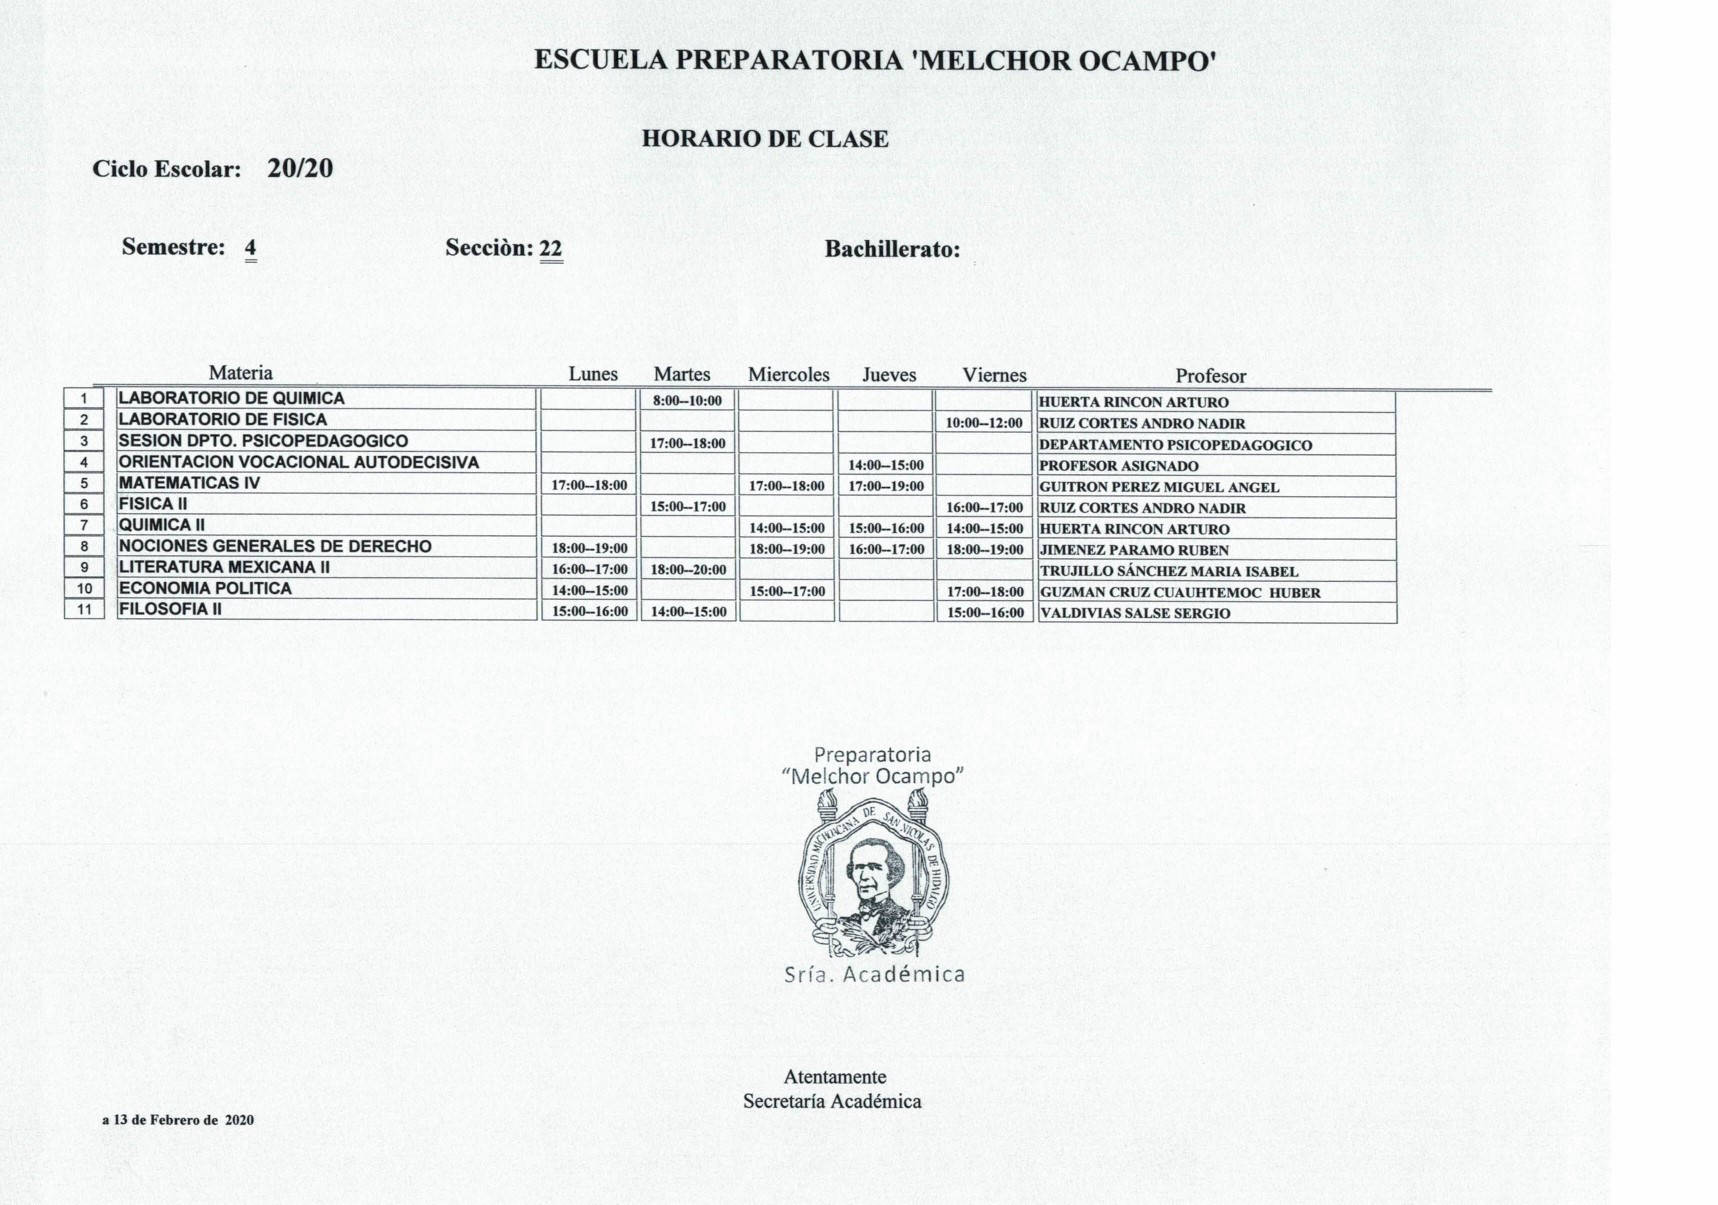 ESCUELA PREPARATORIA 'MELCHOR OCAMPO'
HORARIO DE CLASE
Ciclo Escolar: 20/20
Semestre: 4 Secciòn: 22 Bachillerato:
Materia Lunes Martes Miercoles Jueves Viernes Profesor
1 LABORATORIO DE QUIMICA 8:00--10:00 HUERTA RINCON ARTURO
2 LABORATORIO DE FISICA 10:00--12:00 RUIZ CORTES ANDRO NADIR
3 SESION DPTO. PSICOPEDAGOGICO 17:00--18:00 DEPARTAMENTO PSICOPEDAGOGICO
4 ORIENTACION VOCACIONAL AUTODECISIVA 14:00--15:00 PROFESOR ASIGNADO
5 MATEMATICAS IV 17:00--18:00 17:00--18:00 17:00--19:00 GUITRON PEREZ MIGUEL ANGEL
6 FISICA II 15:00--17:00 16:00--17:00 RUIZ CORTES ANDRO NADIR
7 QUIMICA II 14:00--15:00 15:00--16:00 14:00--15:00 HUERTA RINCON ARTURO
8 NOCIONES GENERALES DE DERECHO 18:00--19:00 18:00--19:00 16:00--17:00 18:00--19:00 JIMENEZ PARAMO RUBEN
9 LITERATURA MEXICANA II 16:00--17:00 18:00--20:00 TRUJILLO SÁNCHEZ MARIA ISABEL
10 ECONOMIA POLITICA 14:00--15:00 15:00--17:00 17:00--18:00 GUZMAN CRUZ CUAUHTEMOC HUBER
11 FILOSOFIA II 15:00--16:00 14:00--15:00 15:00--16:00 VALDIVIAS SALSE SERGIO
Preparatoria
“Melchor Ocampo”
UNIVERSIDAD MICHOACANA DE SAN NICOLAS DE HIDALGO
Sría. Académica
Atentamente
Secretaría Académica
a 13 de Febrero de 2020